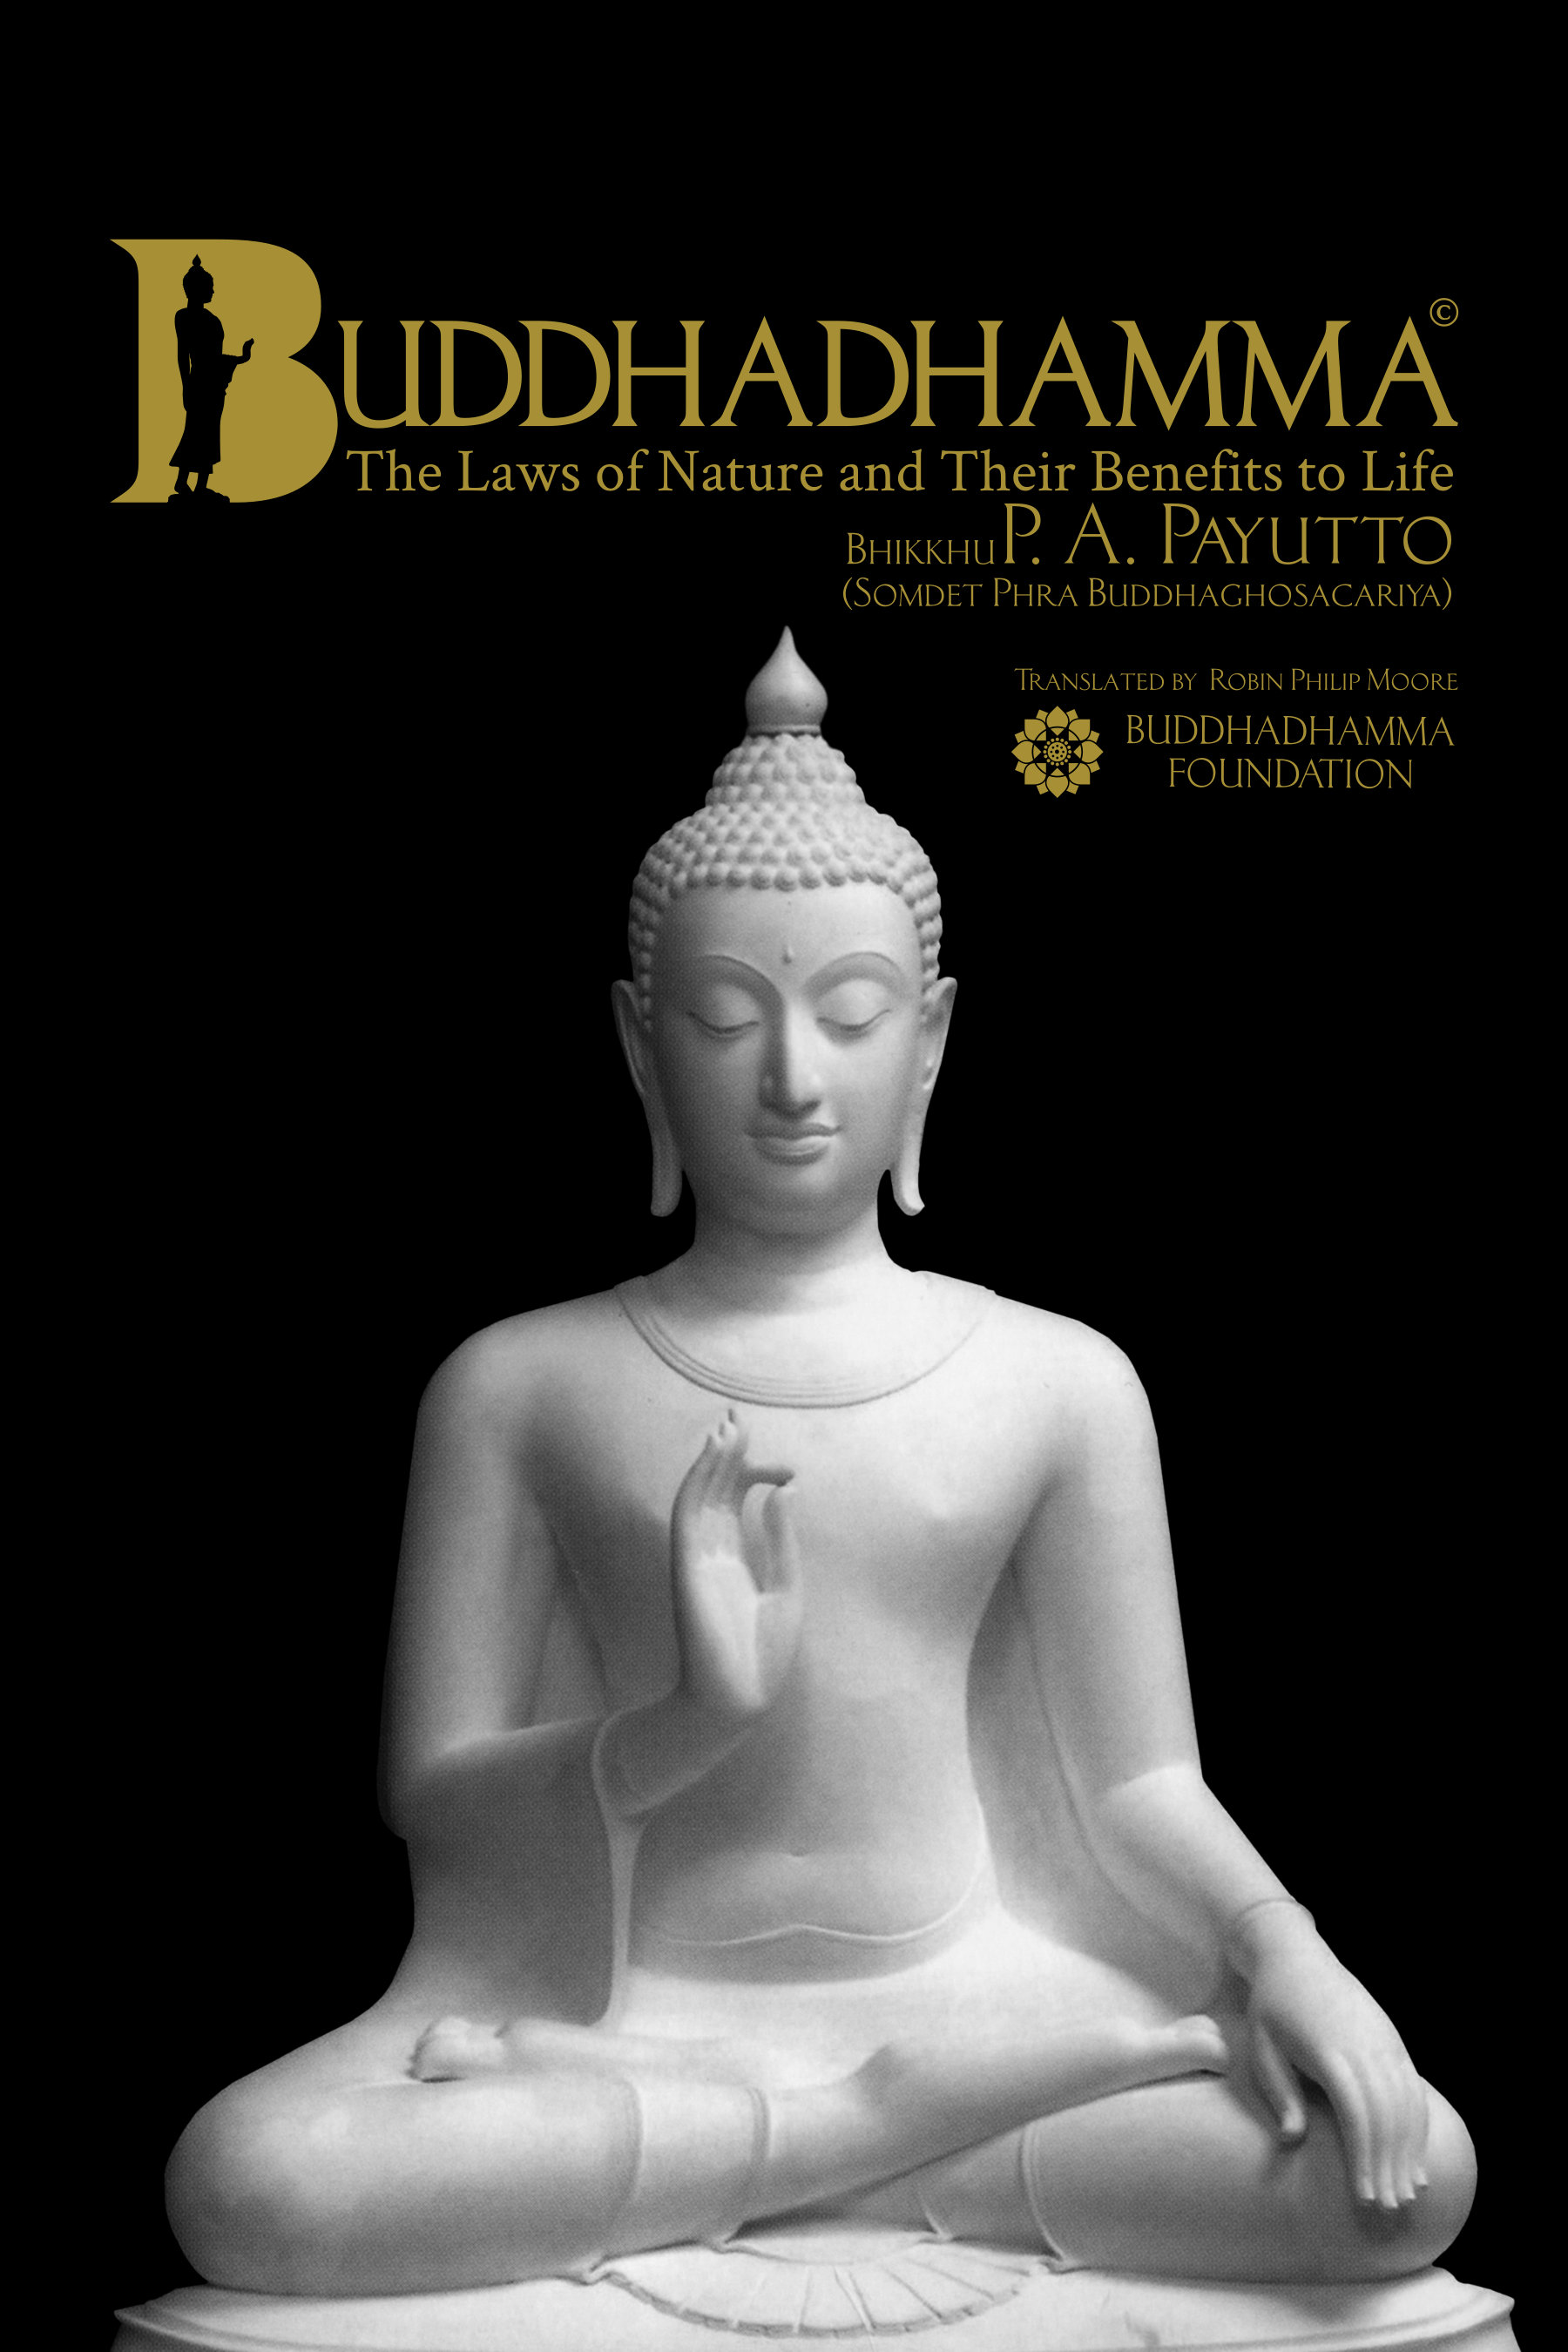 BUDDHADHAMMA©
The Laws of Nature and Their Benefits to Life
BHIKKHU P. A. PAYUTTO
(SOMDET PHRA BUDDHAGHOSACARIYA)
TRANSLATED BY ROBIN PHILIP MOORE
BUDDHADHAMMA
FOUNDATION